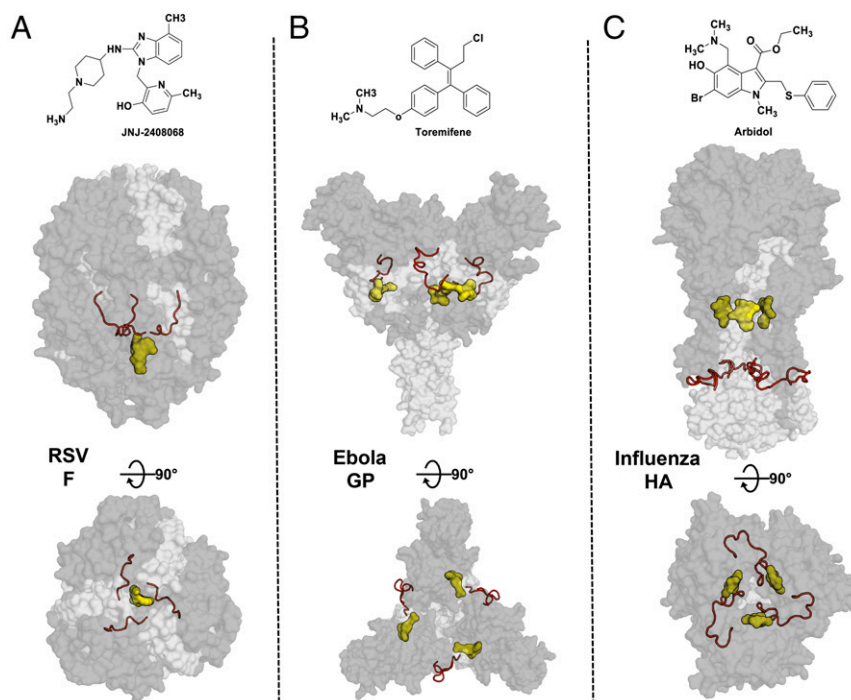 A
B
C
CH3
HN
N
N
N
N
HO
CH₃
H₃N
JNJ-2408068
Cl
CH3
N
H₃C
o
Toremifene
CH₃
N
H₃C
O
O
CH₃
HO
Br
N
S
CH₃
Arbidol
RSV
F
90°
Ebola
GP
90°
Influenza
HA
90°